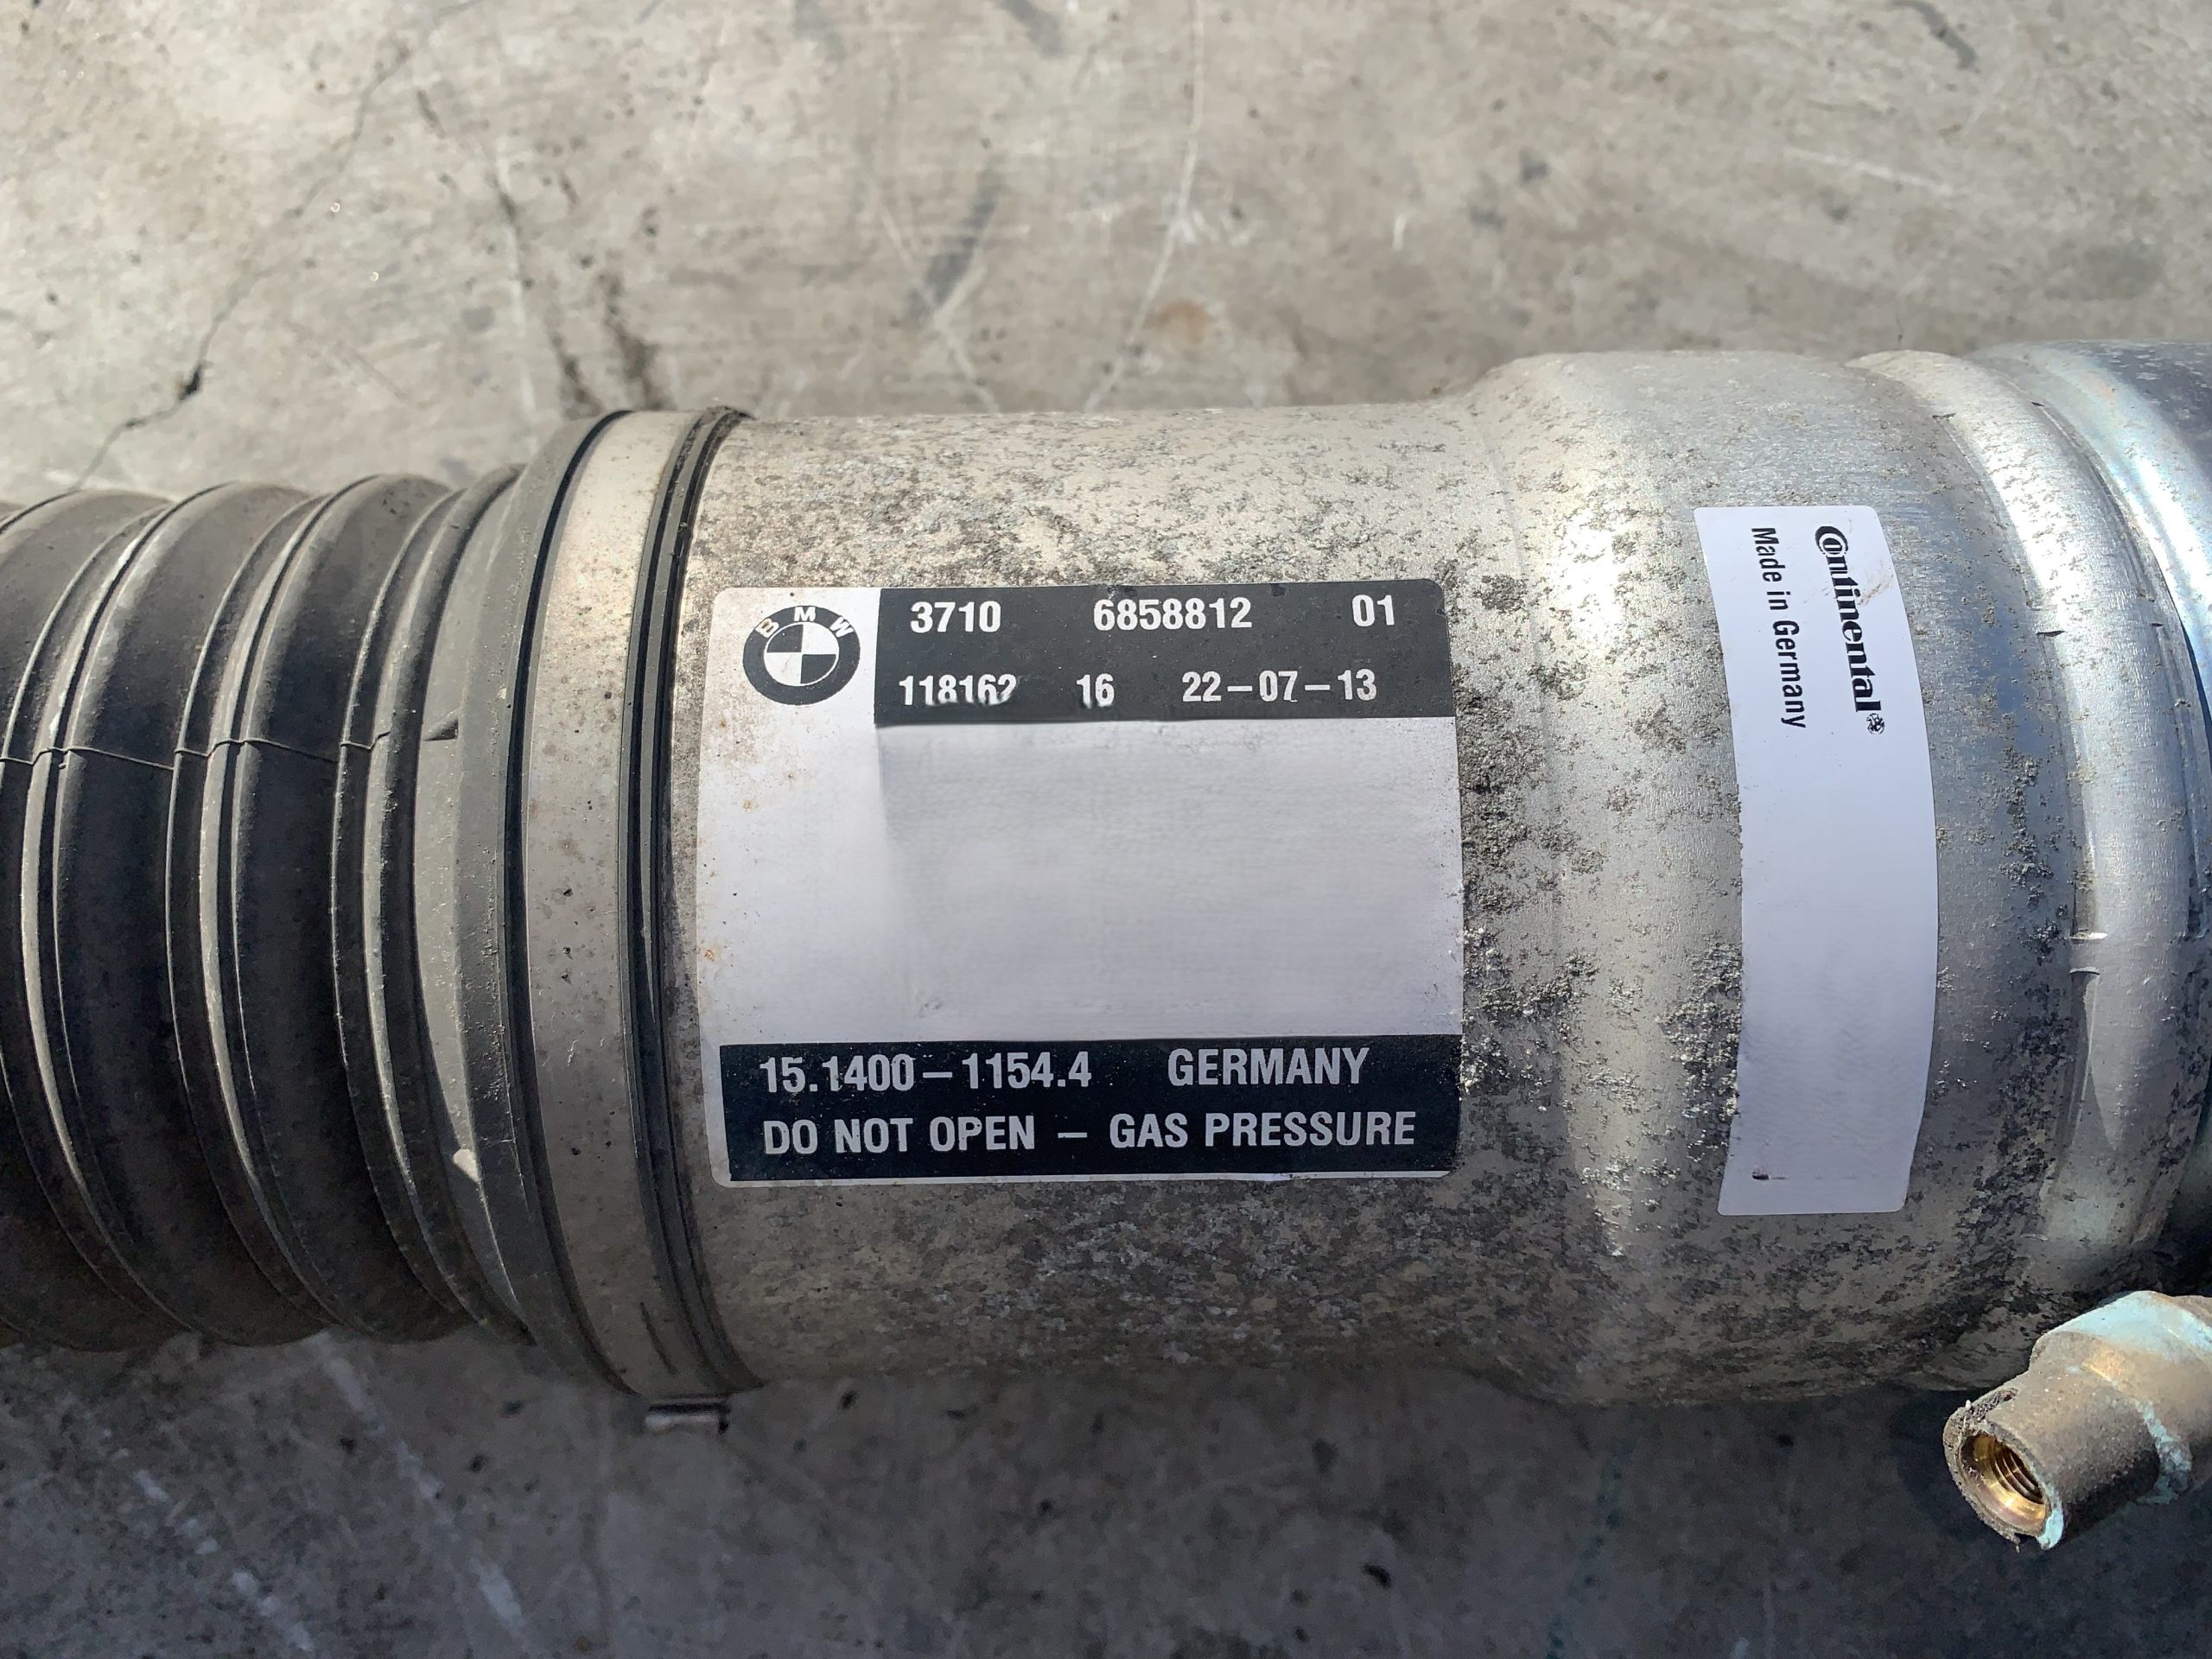 BMW
3710 6858812 01
118162 16 22-07-13
15.1400-1154.4 GERMANY
DO NOT OPEN - GAS PRESSURE
Continental
Made in Germany